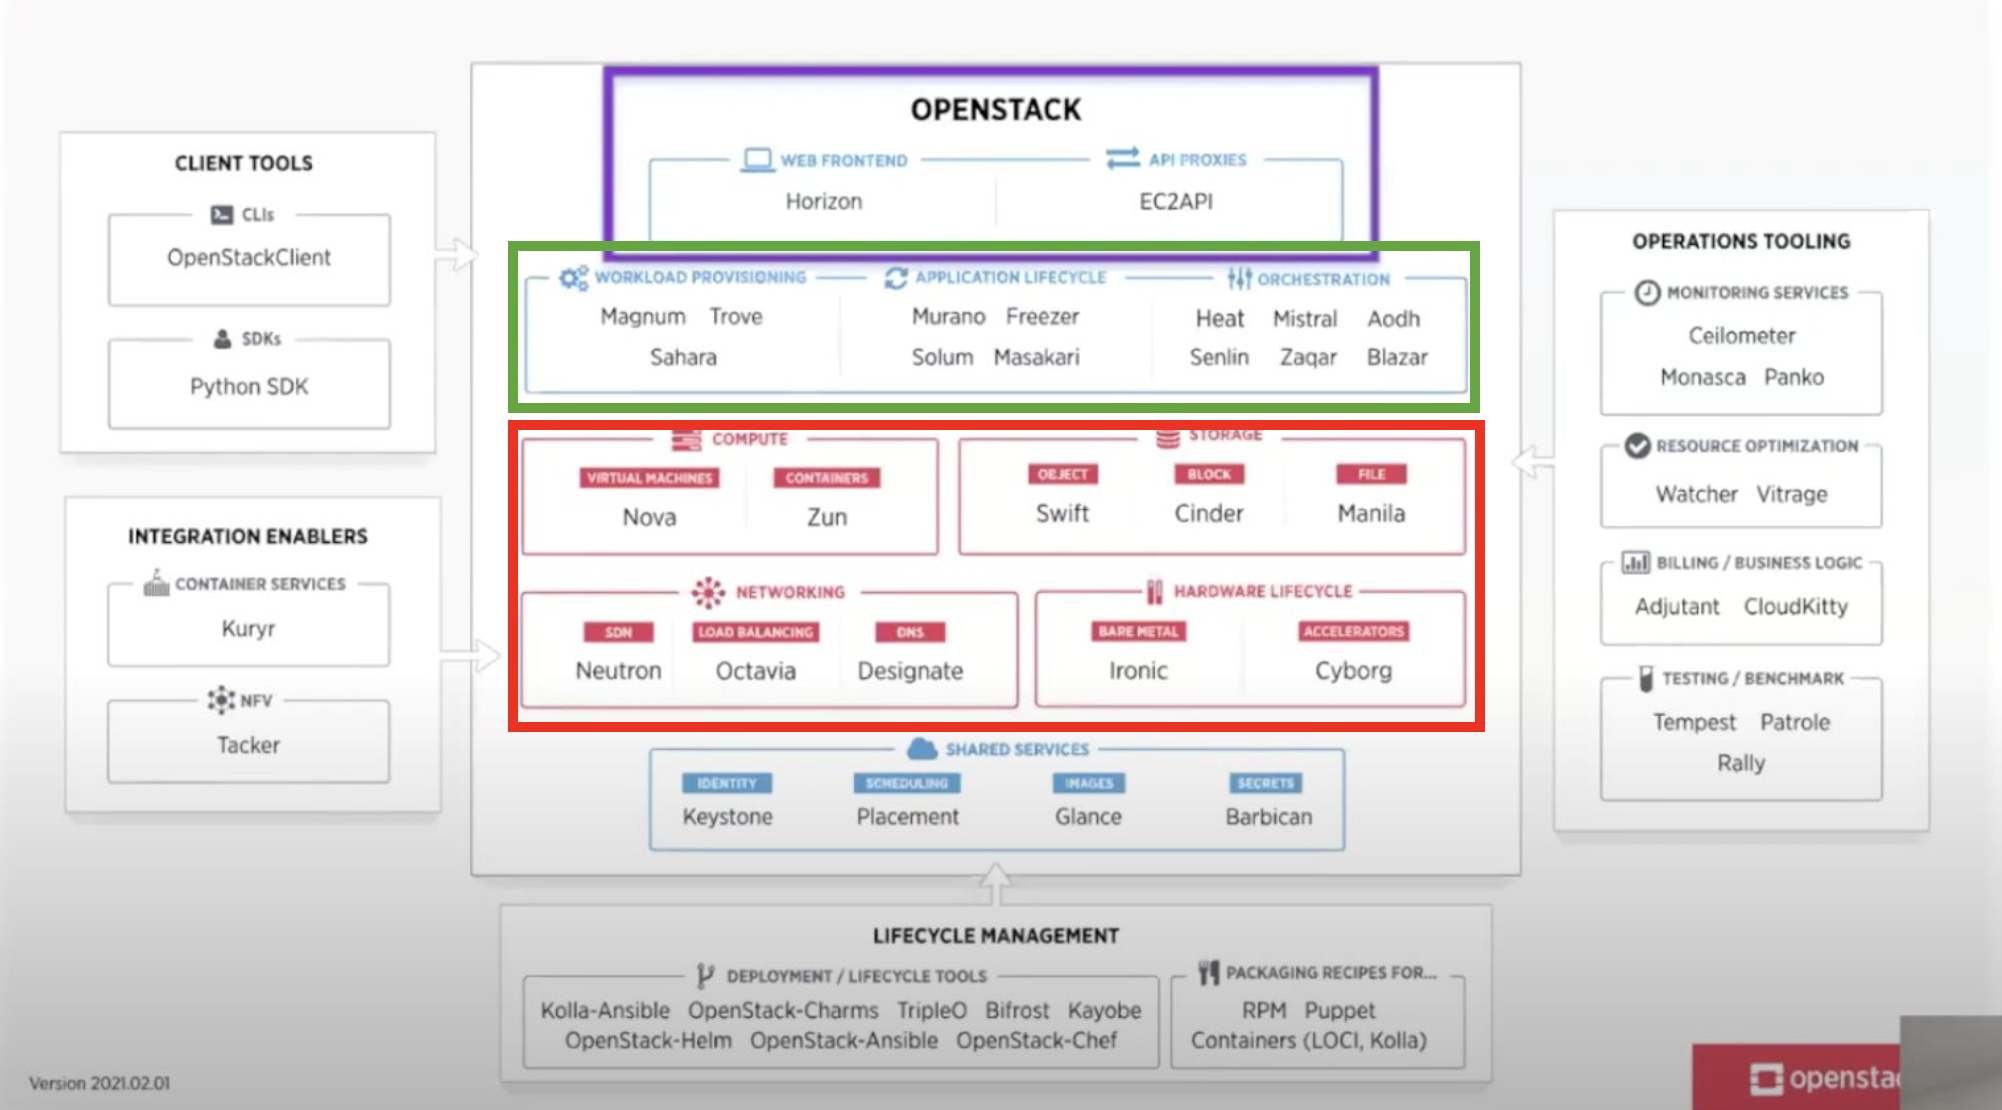 OPENSTACK
WEB FRONTEND
Horizon
API PROXIES
EC2API
CLIENT TOOLS
CLIs
OpenStackClient
SDKs
Python SDK
INTEGRATION ENABLERS
CONTAINER SERVICES
Kuryr
NFV
Tacker
WORKLOAD PROVISIONING
Magnum Trove
Sahara
APPLICATION LIFECYCLE
Murano Freezer
Solum Masakari
ORCHESTRATION
Heat Mistral Aodh
Senlin Zaqar Blazar
COMPUTE
VIRTUAL MACHINES
Nova
CONTAINERS
Zun
STORAGE
OBJECT
Swift
BLOCK
Cinder
FILE
Manila
NETWORKING
SDN
Neutron
LOAD BALANCING
Octavia
DNS
Designate
HARDWARE LIFECYCLE
BARE METAL
Ironic
ACCELERATORS
Cyborg
SHARED SERVICES
IDENTITY
Keystone
SCHEDULING
Placement
IMAGES
Glance
SECRETS
Barbican
OPERATIONS TOOLING
MONITORING SERVICES
Ceilometer
Monasca Panko
RESOURCE OPTIMIZATION
Watcher Vitrage
BILLING / BUSINESS LOGIC
Adjutant CloudKitty
TESTING / BENCHMARK
Tempest Patrole
Rally
LIFECYCLE MANAGEMENT
DEPLOYMENT / LIFECYCLE TOOLS
Kolla-Ansible OpenStack-Charms TripleO Bifrost Kayobe
OpenStack-Helm OpenStack-Ansible OpenStack-Chef
PACKAGING RECIPES FOR...
RPM Puppet
Containers (LOCI, Kolla)
Version 2021.02.01
opensta